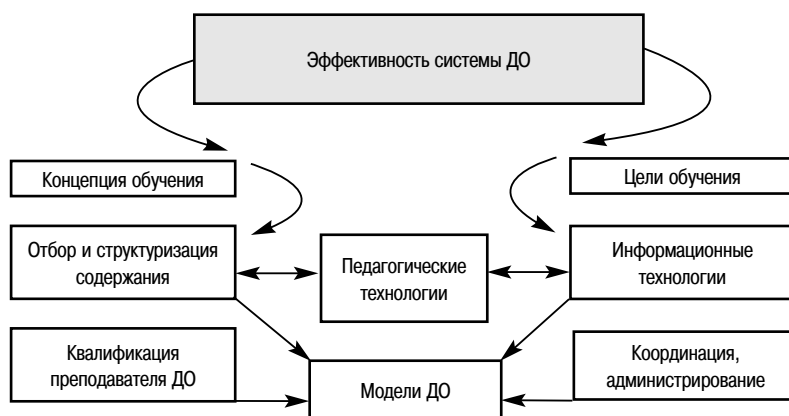 Эффективность системы ДО
Концепция обучения
Цели обучения
Отбор и структуризация
содержания
Педагогические
технологии
Информационные
технологии
Квалификация
преподавателя ДО
Модели ДО
Координация,
администрирование